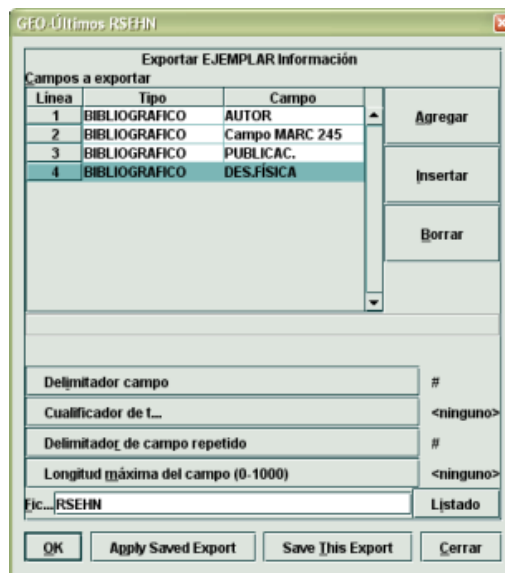 GEO-Últimos RSEHN
Exportar EJEMPLAR Información
Campos a exportar
Línea Tipo Campo
1 BIBLIOGRAFICO AUTOR
2 BIBLIOGRAFICO Campo MARC 245
3 BIBLIOGRAFICO PUBLICAC.
4 BIBLIOGRAFICO DES.FÍSICA
Agregar
Insertar
Borrar
Delimitador campo #
Cualificador de t... <ninguno>
Delimitador de campo repetido #
Longitud máxima del campo (0-1000) <ninguno>
Fic... RSEHN Listado
OK Apply Saved Export Save This Export Cerrar